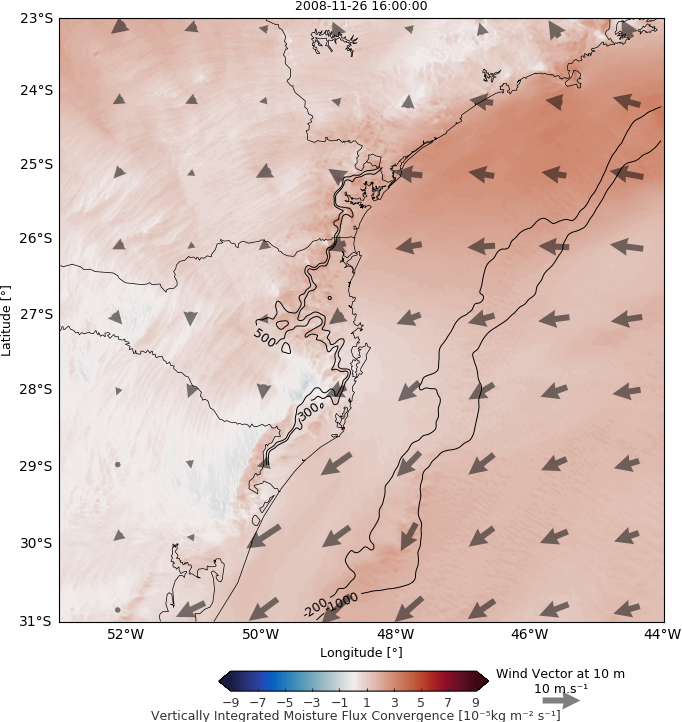 2008-11-26 16:00:00
23°S
24°S
25°S
26°S
27°S
28°S
29°S
30°S
31°S
Latitude [°]
500
300
-200
-1000
52°W 50°W 48°W 46°W 44°W
Longitude [°]
Wind Vector at 10 m
10 m.s⁻¹
−9 −7 −5 −3 −1 1 3 5 7 9
Vertically Integrated Moisture Flux Convergence [10⁻⁵kg m⁻² s⁻¹]